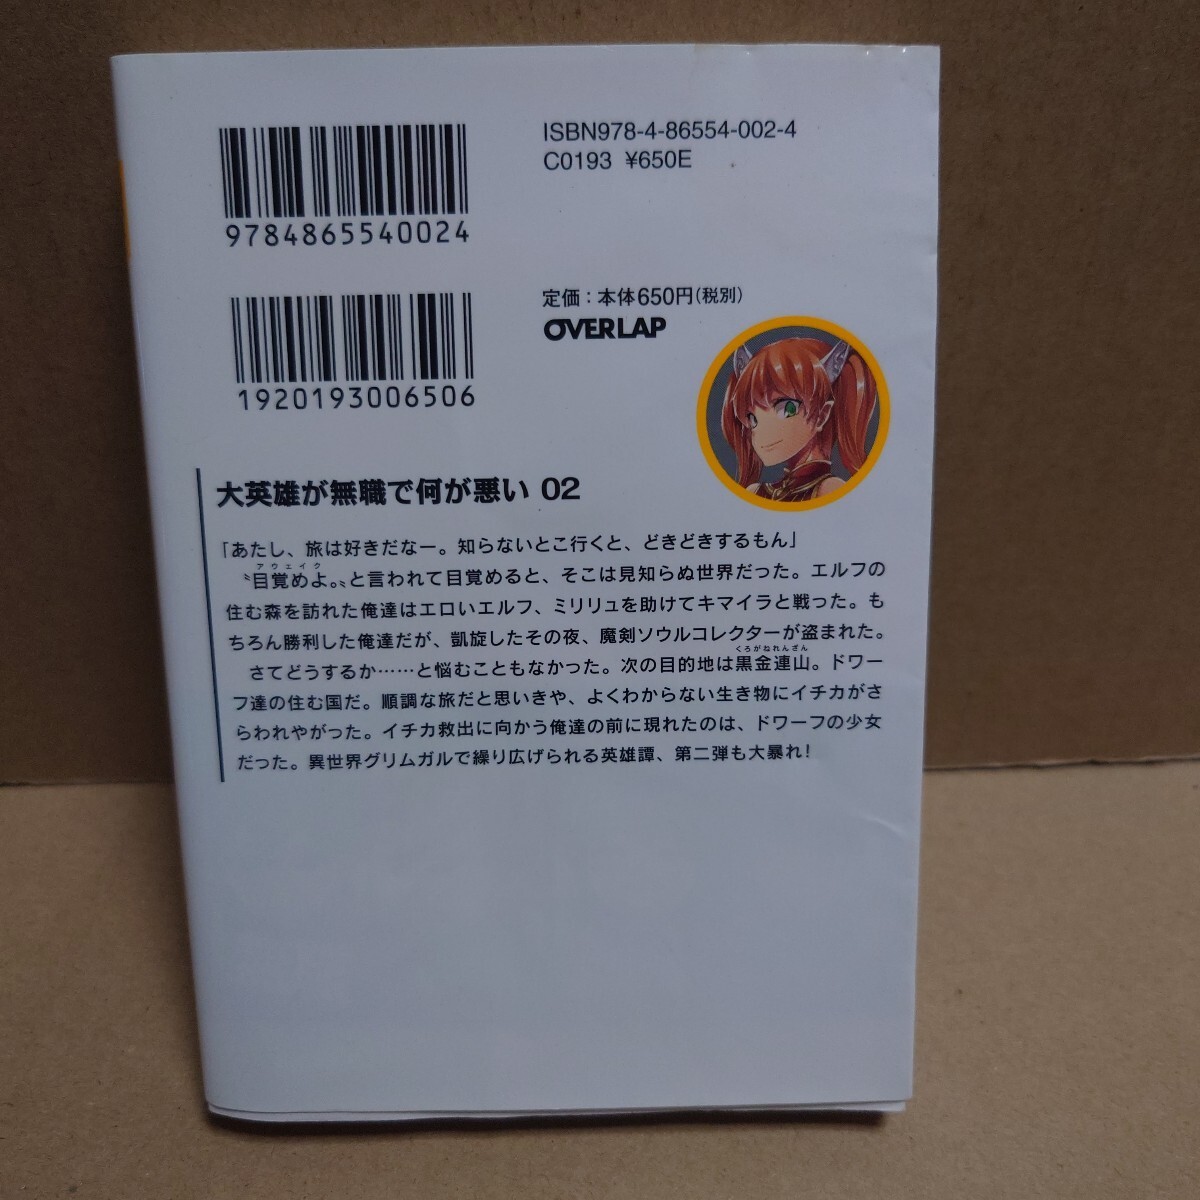 ISBN978-4-86554-002-4
C0193 ¥650E
9784865540024
定価：本体650円（税別）
OVERLAP
1920193006506
大英雄が無職で何が悪い 02
「あたし、旅は好きだなー。知らないとこ行くと、どきどきするもん」
アウェイク
〝目覚めよ。〟と言われて目覚めると、そこは見知らぬ世界だった。エルフの
住む森を訪れた俺達はエロいエルフ、ミリリュを助けてキマイラと戦った。も
ちろん勝利した俺達だが、凱旋したその夜、魔剣ソウルコレクターが盗まれた。
くろがねれんざん
さてどうするか……と悩むこともなかった。次の目的地は黒金連山。ドワー
フ達の住む国だ。順調な旅だと思いきや、よくわからない生き物にイチカがさ
らわれやがった。イチカ救出に向かう俺達の前に現れたのは、ドワーフの少女
だった。異世界グリムガルで繰り広げられる英雄譚、第二弾も大暴れ！